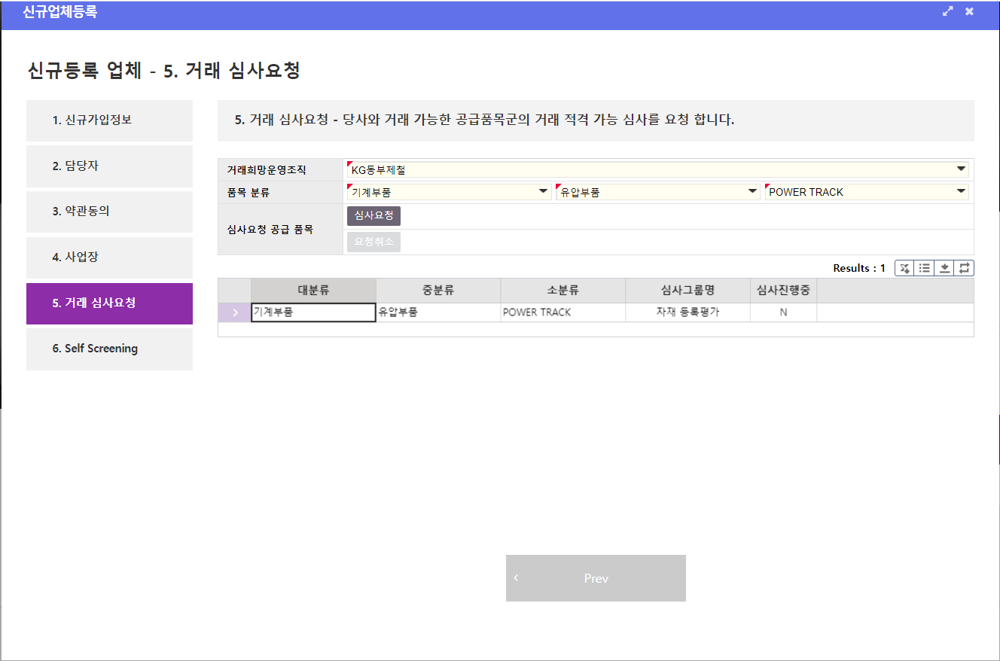 신규업체등록
신규등록 업체 - 5. 거래 심사요청
1. 신규가입정보
2. 담당자
3. 약관동의
4. 사업장
5. 거래 심사요청
6. Self Screening
5. 거래 심사요청 - 당사와 거래 가능한 공급품목군의 거래 적격 가능 심사를 요청 합니다.
거래희망운영조직 KG동부제철
품목 분류 기계부품 유압부품 POWER TRACK
심사요청 공급 품목 심사요청
요청취소
Results : 1
대분류 중분류 소분류 심사그룹명 심사진행중
기계부품 유압부품 POWER TRACK 자재 등록평가 N
Prev